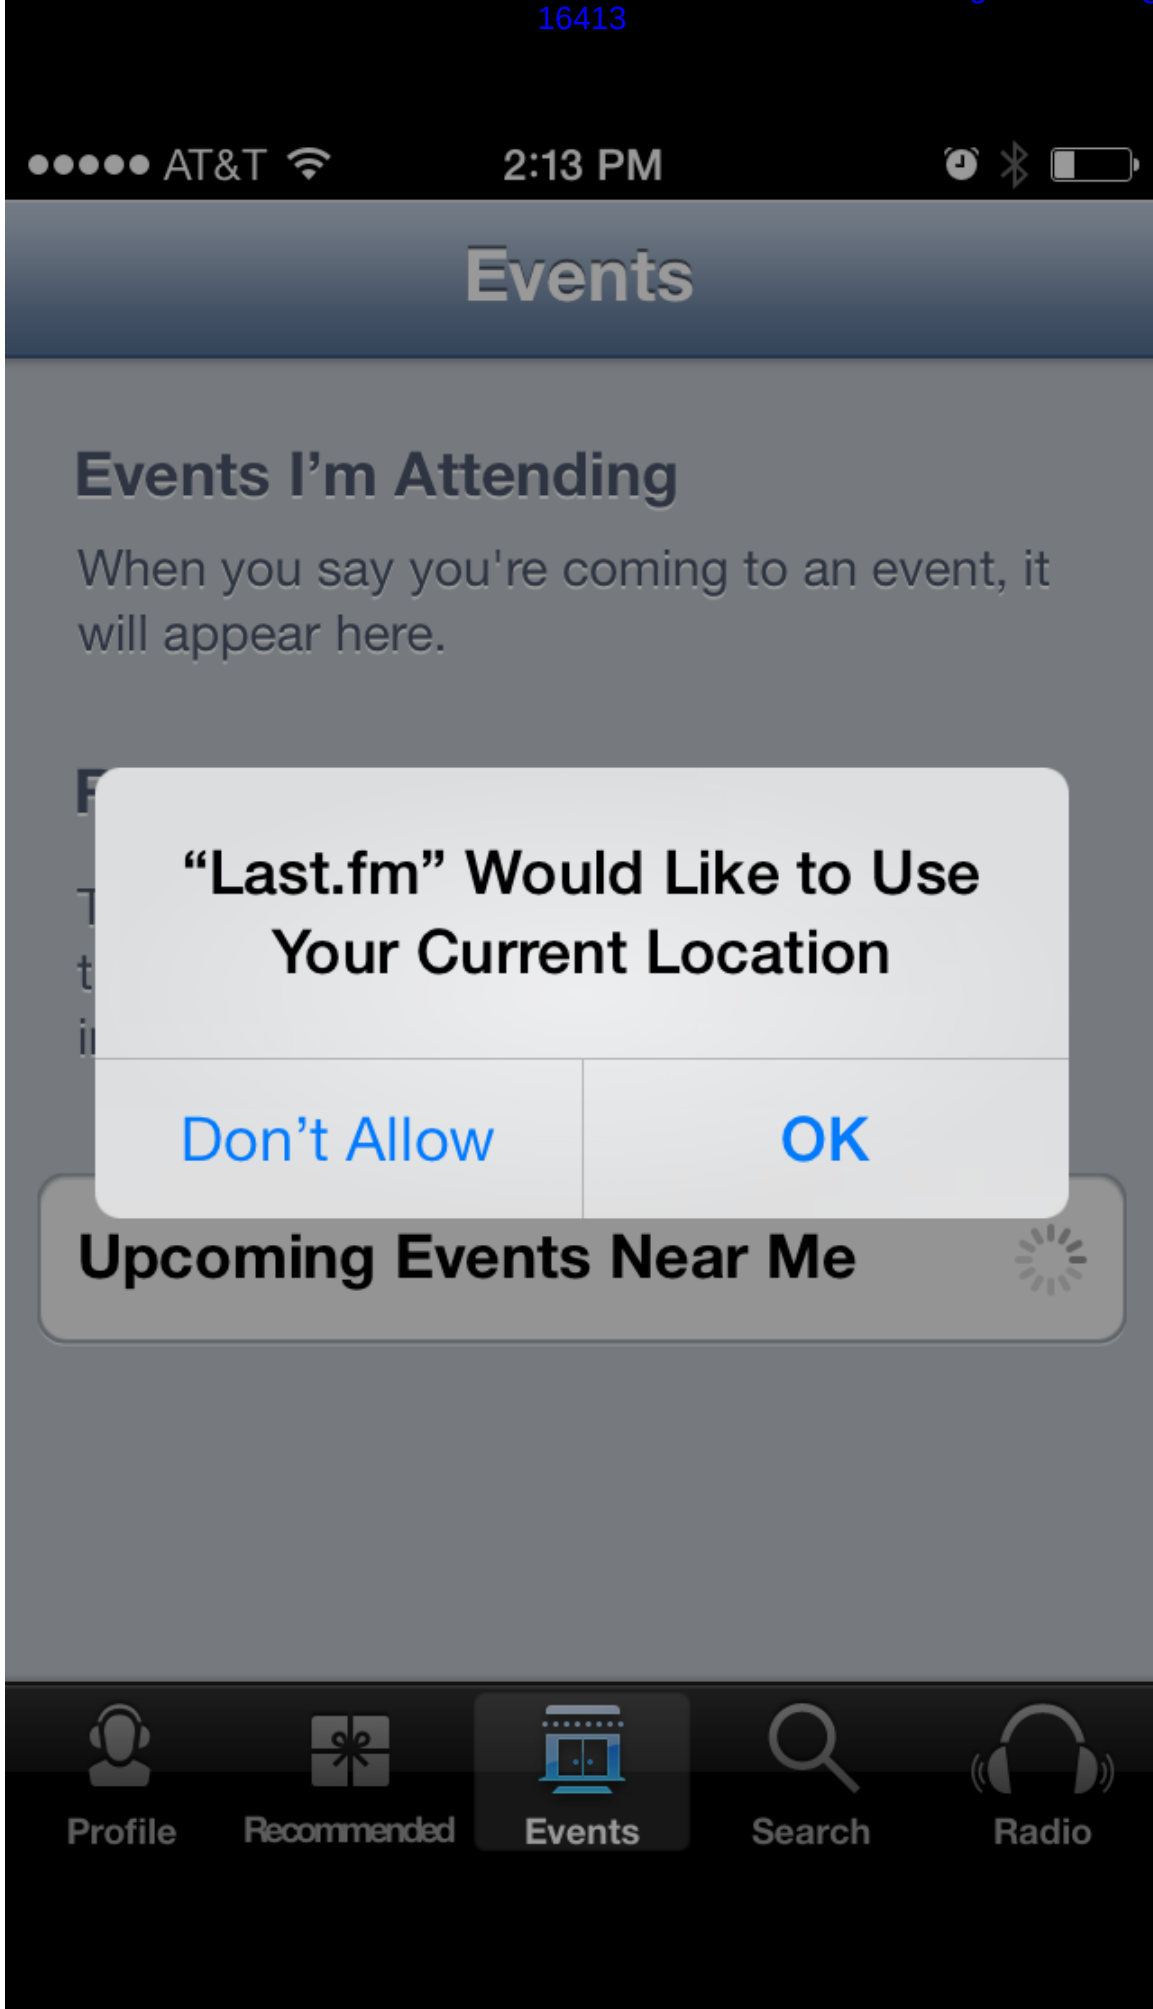 16413
AT&T 2:13 PM
Events
Events I’m Attending
When you say you're coming to an event, it
will appear here.
“Last.fm” Would Like to Use
Your Current Location
Don’t Allow OK
Upcoming Events Near Me
Profile Recommended Events Search Radio